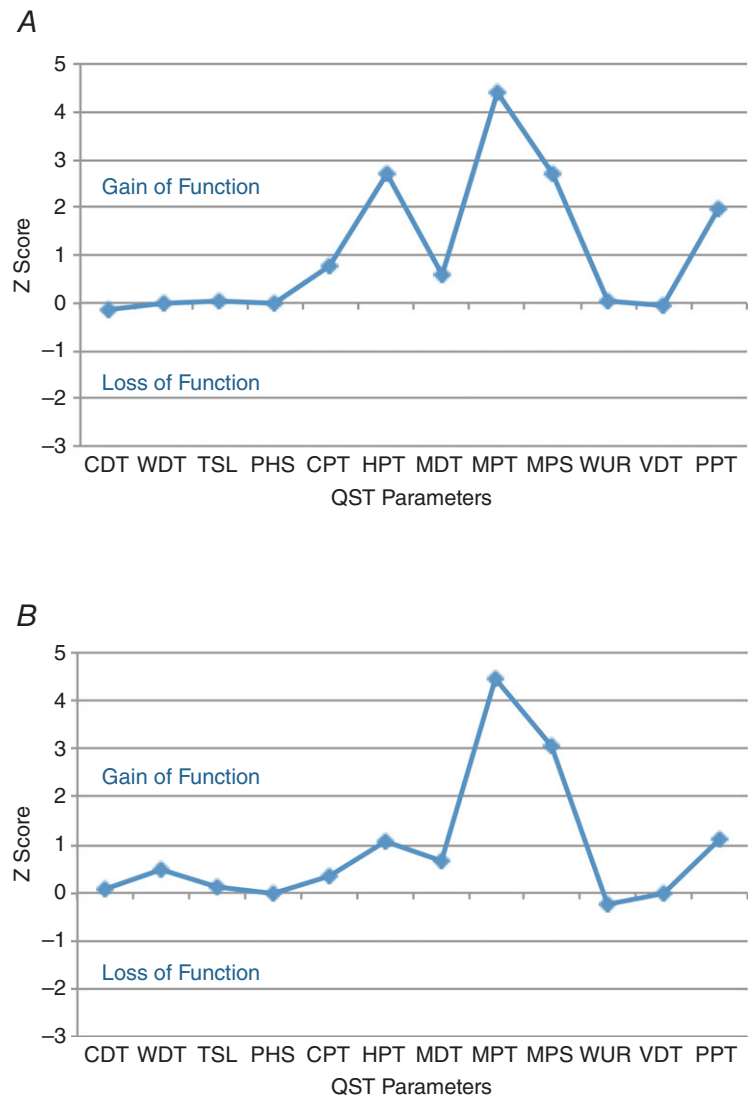 A
5
4
3
Gain of Function
2
Z Score
1
0
–1
Loss of Function
–2
–3
CDT WDT TSL PHS CPT HPT MDT MPT MPS WUR VDT PPT
QST Parameters
B
5
4
3
Gain of Function
2
Z Score
1
0
–1
Loss of Function
–2
–3
CDT WDT TSL PHS CPT HPT MDT MPT MPS WUR VDT PPT
QST Parameters